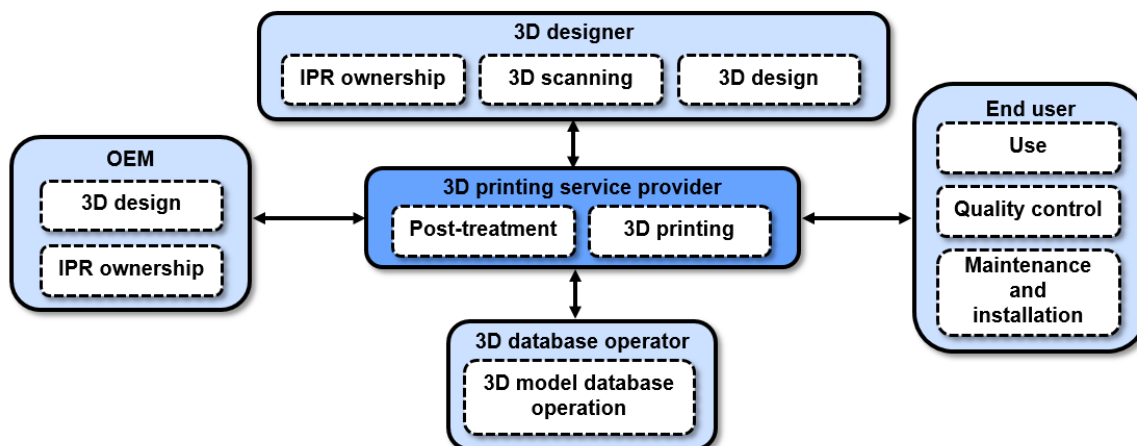 3D designer
IPR ownership
3D scanning
3D design
OEM
3D design
IPR ownership
3D printing service provider
Post-treatment
3D printing
End user
Use
Quality control
Maintenance
and
installation
3D database operator
3D model database
operation